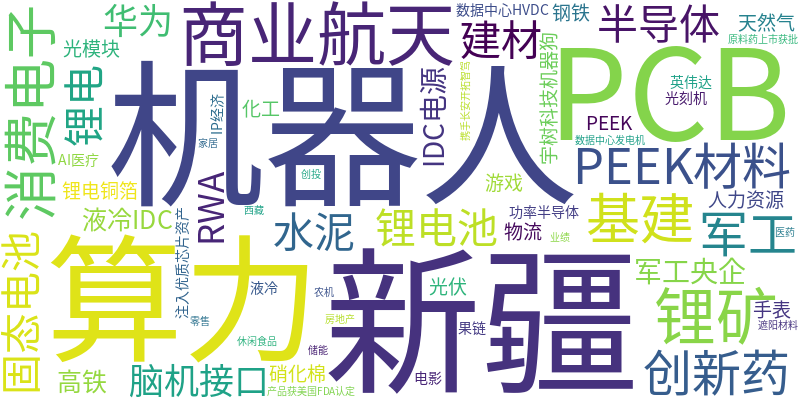 华为
商业航天
数据中心HVDC
钢铁
半导体
天然气
原料药上市获批
消费电子
光模块
锂电
建材
英伟达
光刻机
机器人
IP经济
化工
家居
IDC电源
携手长安开拓智驾
宇树科技机器狗
PCB
PEEK
数据中心发电机
AI医疗
创投
PEEK材料
锂电铜箔
RWA
游戏
人力资源
液冷IDC
注入优质芯片资产
西藏
水泥
锂电池
功率半导体
物流
业绩
基建
军工
医药
固态电池
算力
新疆
液冷
农机
光伏
军工央企
锂矿
手表
遮阳材料
零售
房地产
果链
休闲食品
储能
高铁
脑机接口
硝化棉
产品获美国FDA认定
电影
创新药